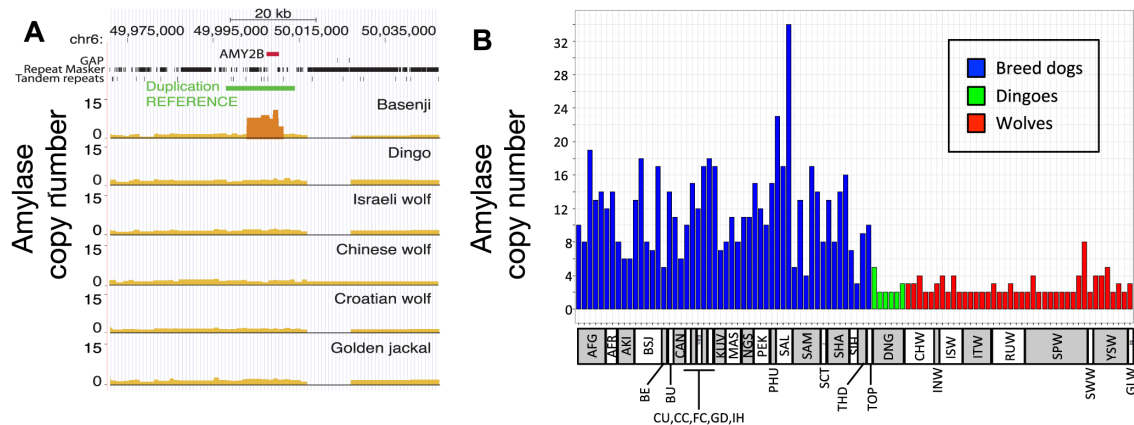 A
20 kb
chr6:
49,975,000
49,995,000
50,015,000
50,035,000
AMY2B
GAP
Repeat Masker
Tandem repeats
Duplication
REFERENCE
Amylase
copy number
15
0
Basenji
15
0
Dingo
15
0
Israeli wolf
15
0
Chinese wolf
15
0
Croatian wolf
15
0
Golden jackal
B
Amylase
copy number
32
28
24
20
16
12
8
4
0
Breed dogs
Dingoes
Wolves
AFG
AFR
AKI
BSJ
CAN
KUV
MAS
NGS
PEK
SAL
SAM
SHA
SIH
DNG
CHW
ISW
ITW
RUW
SPW
YSW
BE
BU
CU,CC,FC,GD,IH
PHU
SCT
THD
TOP
INW
SWW
GLW